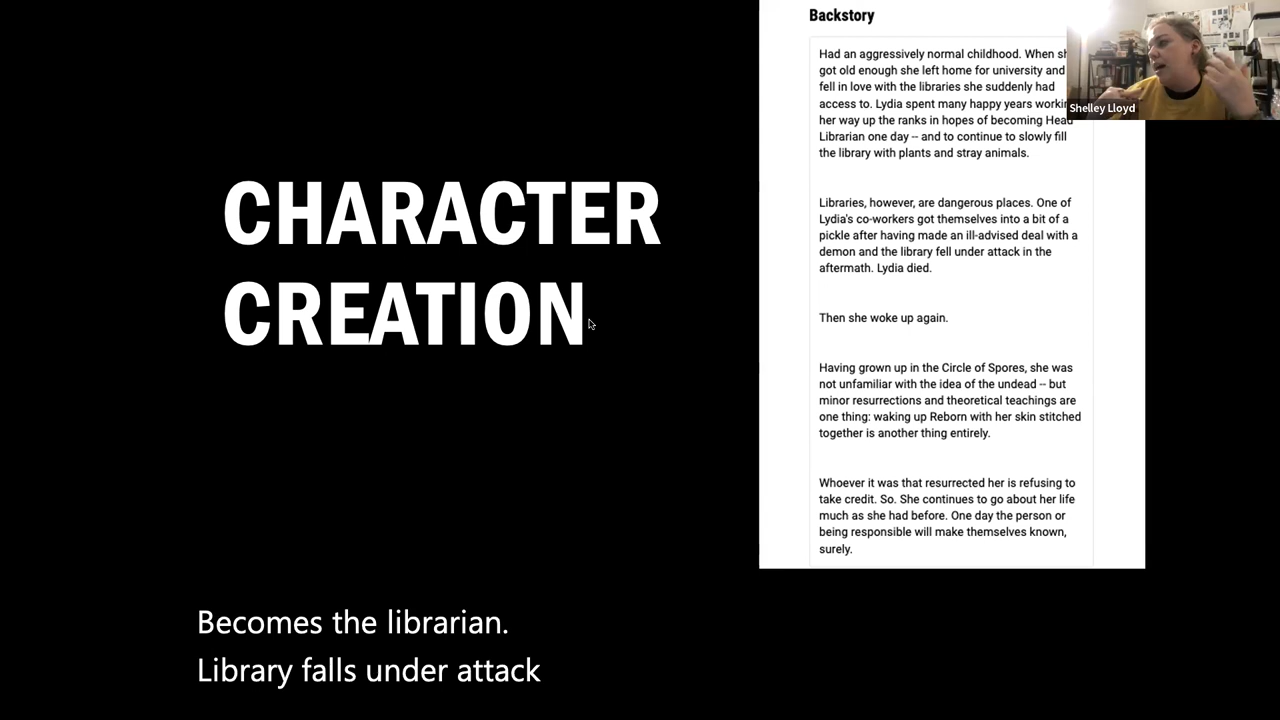 Backstory
Had an aggressively normal childhood. When
got old enough she left home for university and
fell in love with the libraries she suddenly had
access to. Lydia spent many happy years
her way up the ranks in hopes of becoming Head
Librarian one day -- and to continue to slowly fill
the library with plants and stray animals.
Libraries, however, are dangerous places. One of
Lydia's co-workers got themselves into a bit of a
pickle after having made an ill-advised deal with a
demon and the library fell under attack in the
aftermath. Lydia died.
Then she woke up again.
Having grown up in the Circle of Spores, she was
not unfamiliar with the idea of the undead -- but
minor resurrections and theoretical teachings are
one thing: waking up Reborn with her skin stitched
together is another thing entirely.
Whoever it was that resurrected her is refusing to
take credit. So. She continues to go about her life
much as she had before. One day the person or
being responsible will make themselves known,
surely.
Shelley Lloyd
CHARACTER
CREATION
Becomes the librarian.
Library falls under attack